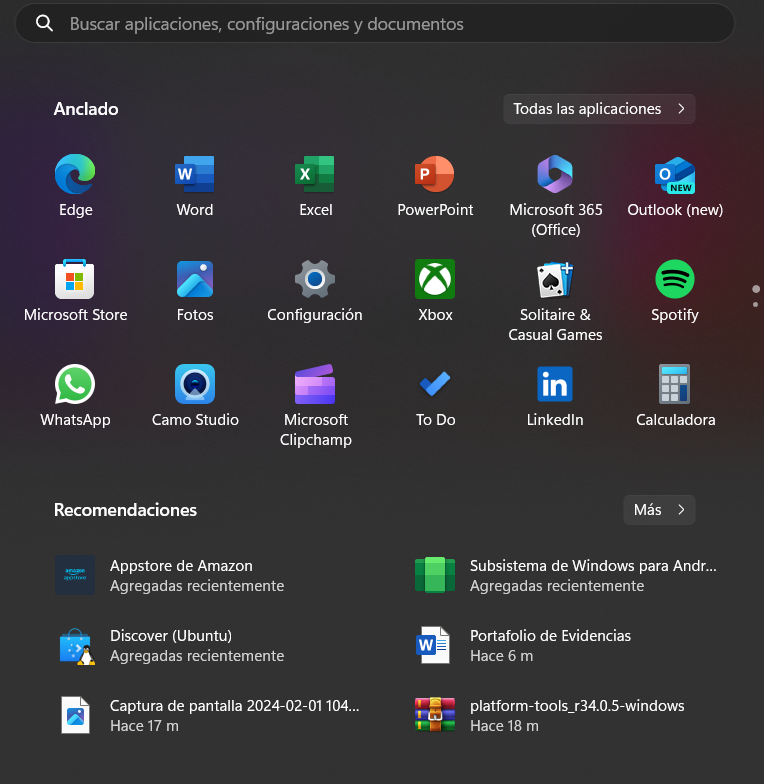 Buscar aplicaciones, configuraciones y documentos
Anclado
Todas las aplicaciones
Edge
Word
Excel
PowerPoint
Microsoft 365
(Office)
Outlook (new)
Microsoft Store
Fotos
Configuración
Xbox
Solitaire &
Casual Games
Spotify
WhatsApp
Camo Studio
Microsoft
Clipchamp
To Do
LinkedIn
Calculadora
Recomendaciones
Más
amazon
appstore
Appstore de Amazon
Agregadas recientemente
Subsistema de Windows para Andr...
Agregadas recientemente
Discover (Ubuntu)
Agregadas recientemente
W
Portafolio de Evidencias
Hace 6 m
Captura de pantalla 2024-02-01 104...
Hace 17 m
platform-tools_r34.0.5-windows
Hace 18 m